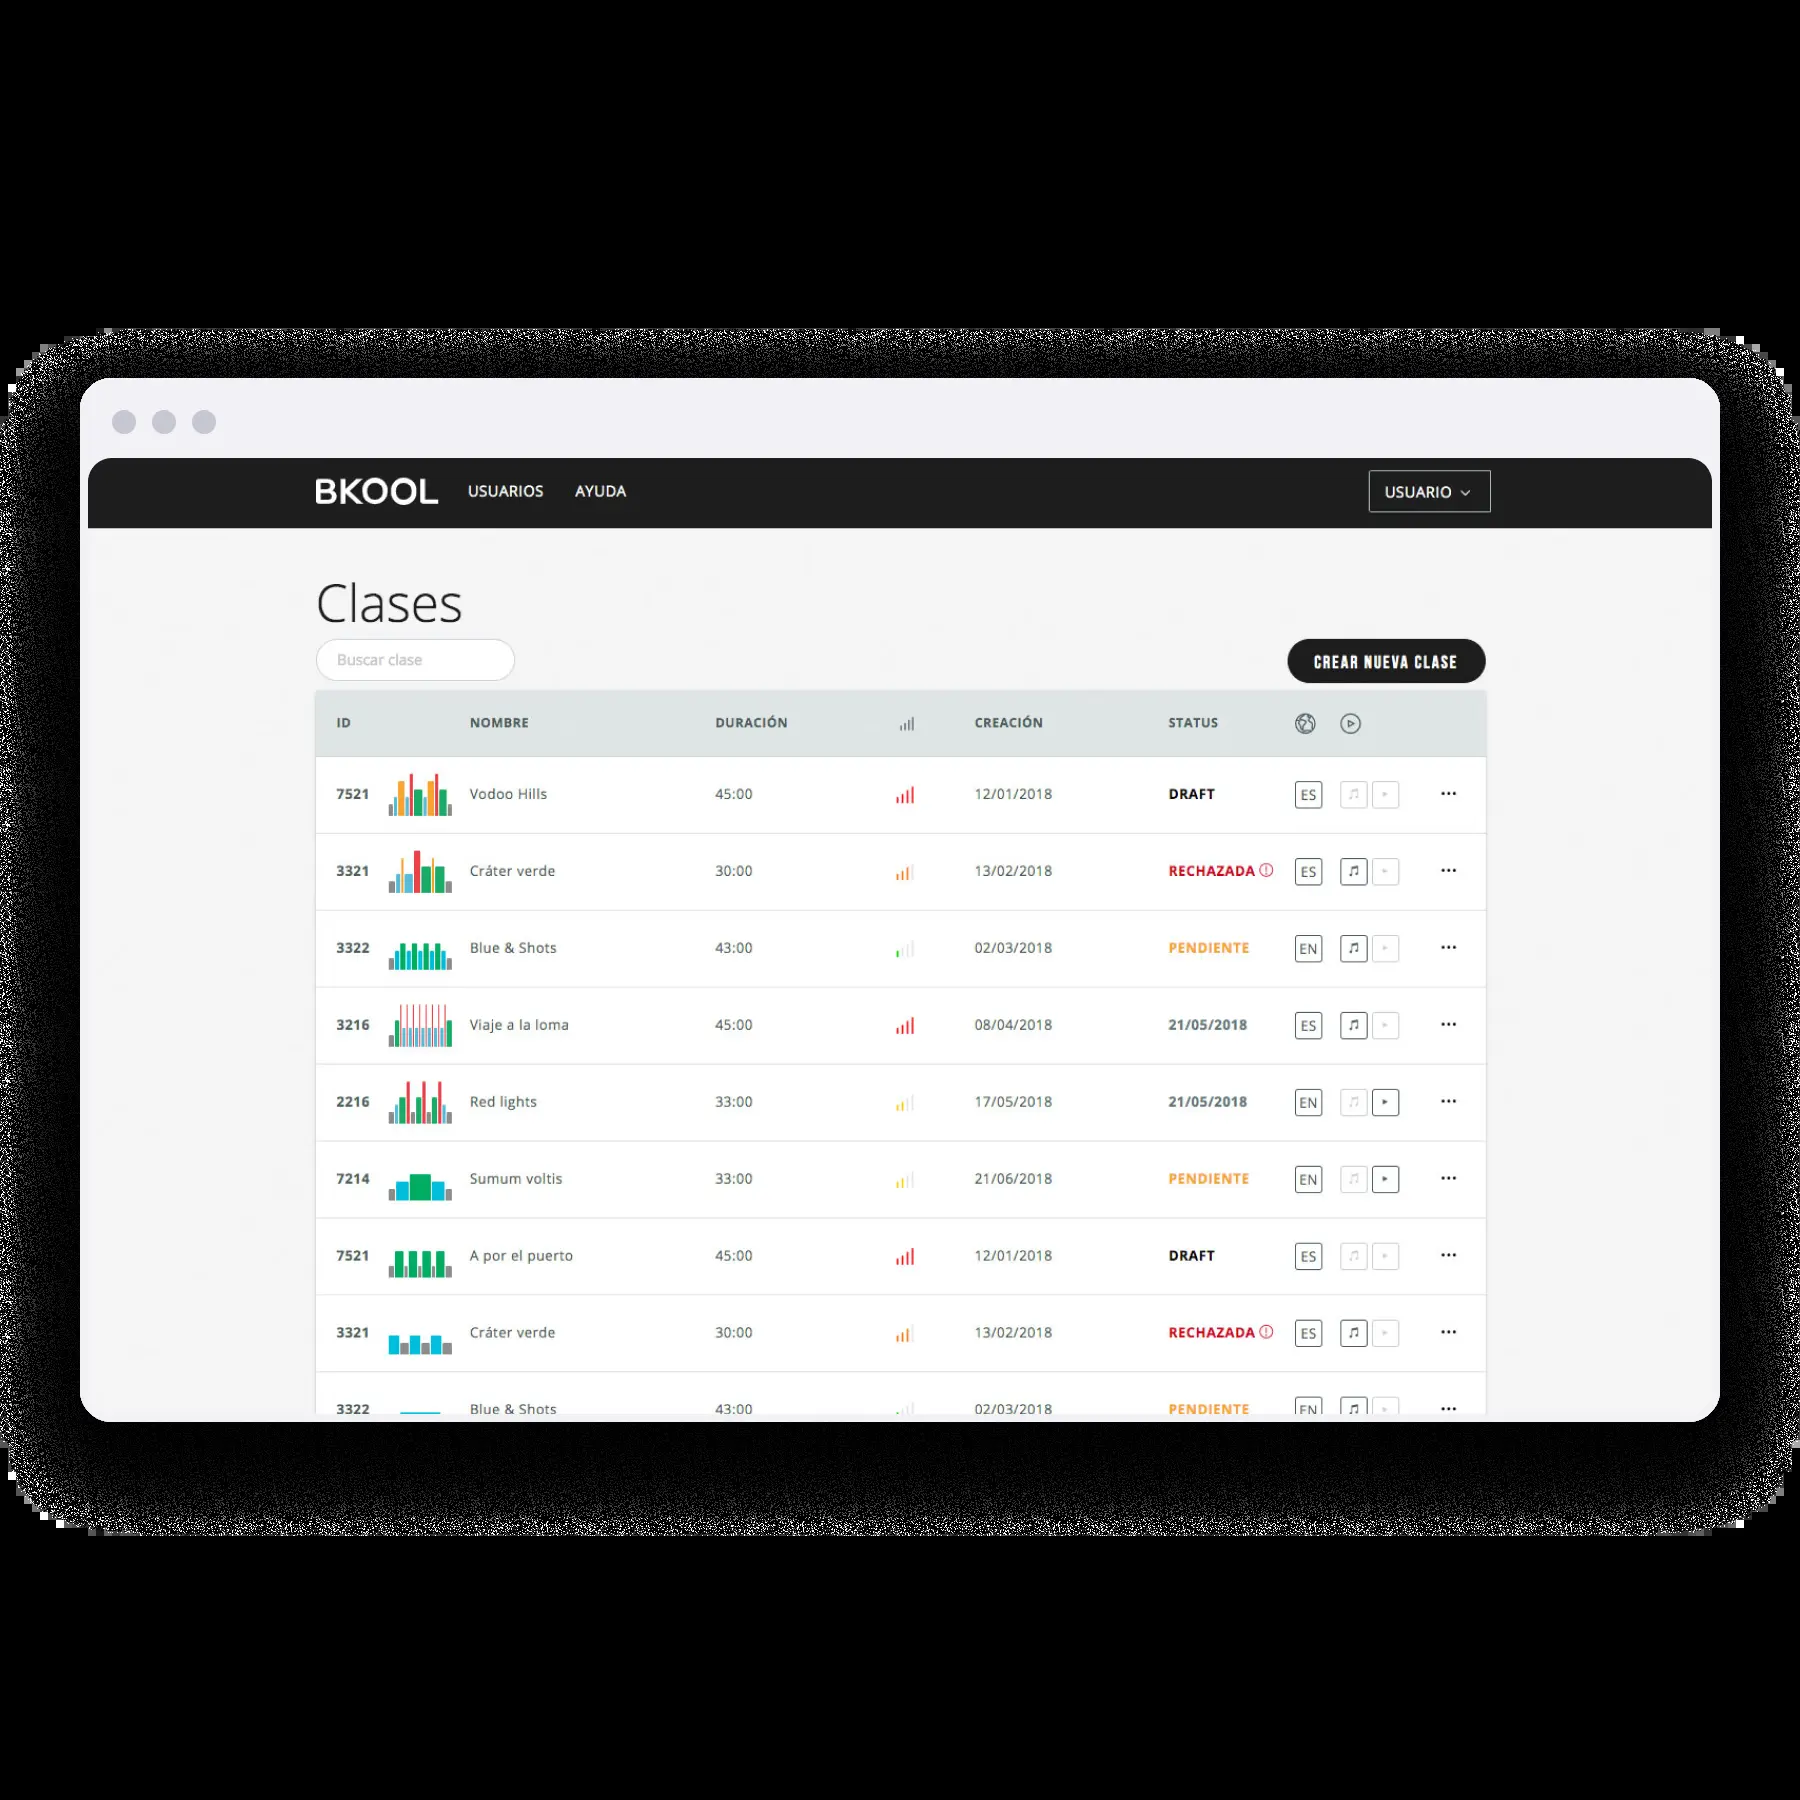 BKOOL USUARIOS AYUDA USUARIO
Clases
Buscar clase CREAR NUEVA CLASE
ID NOMBRE DURACIÓN CREACIÓN STATUS
7521 Vodoo Hills 45:00 12/01/2018 DRAFT ES
3321 Cráter verde 30:00 13/02/2018 RECHAZADA ES
3322 Blue & Shots 43:00 02/03/2018 PENDIENTE EN
3216 Viaje a la loma 45:00 08/04/2018 21/05/2018 ES
2216 Red lights 33:00 17/05/2018 21/05/2018 EN
7214 Sumum voltis 33:00 21/06/2018 PENDIENTE EN
7521 A por el puerto 45:00 12/01/2018 DRAFT ES
3321 Cráter verde 30:00 13/02/2018 RECHAZADA ES
3322 Blue & Shots 43:00 02/03/2018 PENDIENTE EN